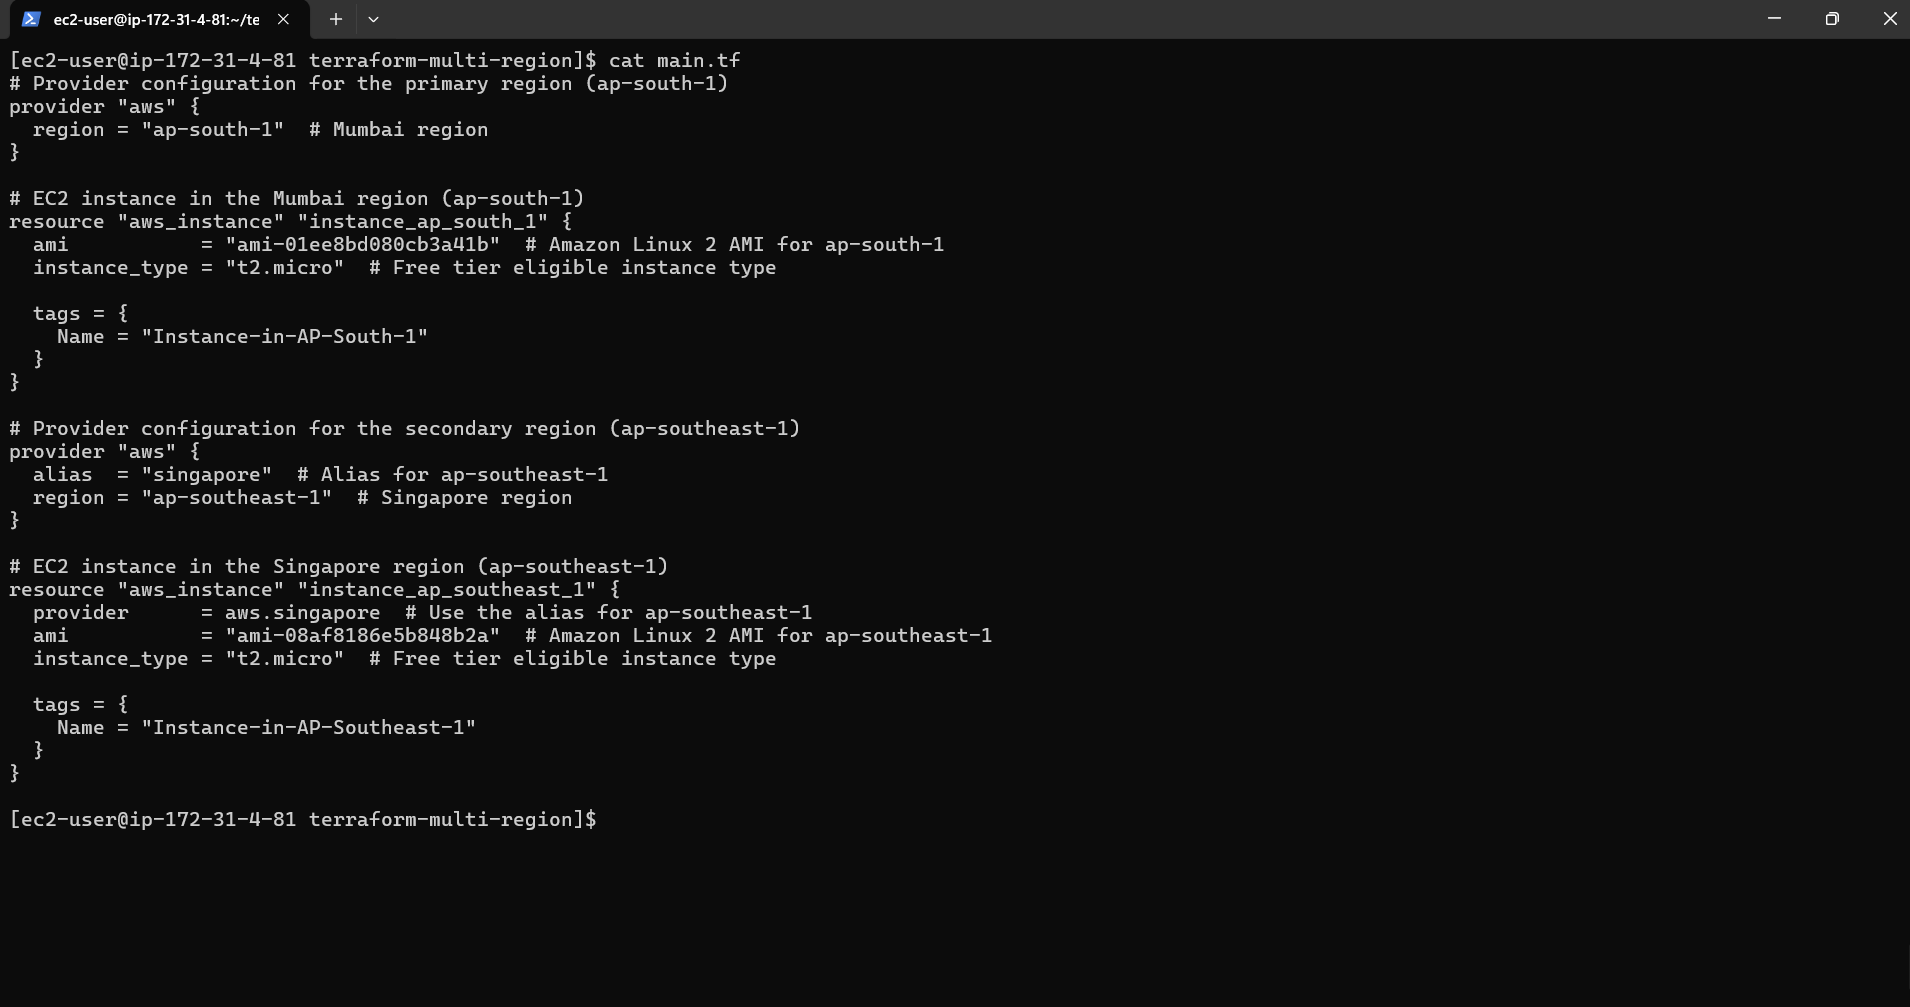 ec2-user@ip-172-31-4-81:~/te
[ec2-user@ip-172-31-4-81 terraform-multi-region]$ cat main.tf
# Provider configuration for the primary region (ap-south-1)
provider "aws" {
  region = "ap-south-1"  # Mumbai region
}

# EC2 instance in the Mumbai region (ap-south-1)
resource "aws_instance" "instance_ap_south_1" {
  ami           = "ami-01ee8bd080cb3a41b"  # Amazon Linux 2 AMI for ap-south-1
  instance_type = "t2.micro"  # Free tier eligible instance type

  tags = {
    Name = "Instance-in-AP-South-1"
  }
}

# Provider configuration for the secondary region (ap-southeast-1)
provider "aws" {
  alias  = "singapore"  # Alias for ap-southeast-1
  region = "ap-southeast-1"  # Singapore region
}

# EC2 instance in the Singapore region (ap-southeast-1)
resource "aws_instance" "instance_ap_southeast_1" {
  provider      = aws.singapore  # Use the alias for ap-southeast-1
  ami           = "ami-08af8186e5b848b2a"  # Amazon Linux 2 AMI for ap-southeast-1
  instance_type = "t2.micro"  # Free tier eligible instance type

  tags = {
    Name = "Instance-in-AP-Southeast-1"
  }
}

[ec2-user@ip-172-31-4-81 terraform-multi-region]$